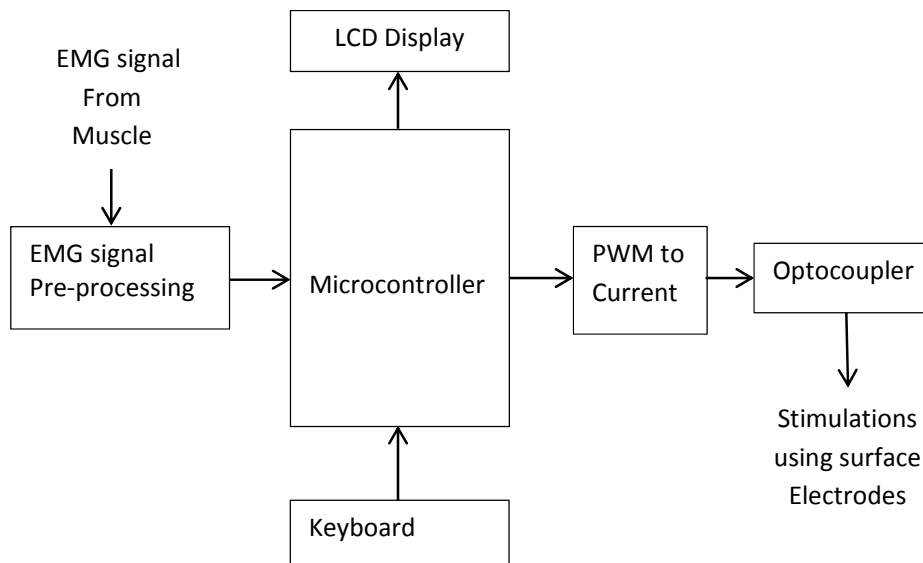 LCD Display
EMG signal
From
Muscle
EMG signal
Pre-processing
Microcontroller
PWM to
Current
Optocoupler
Stimulations
using surface
Electrodes
Keyboard